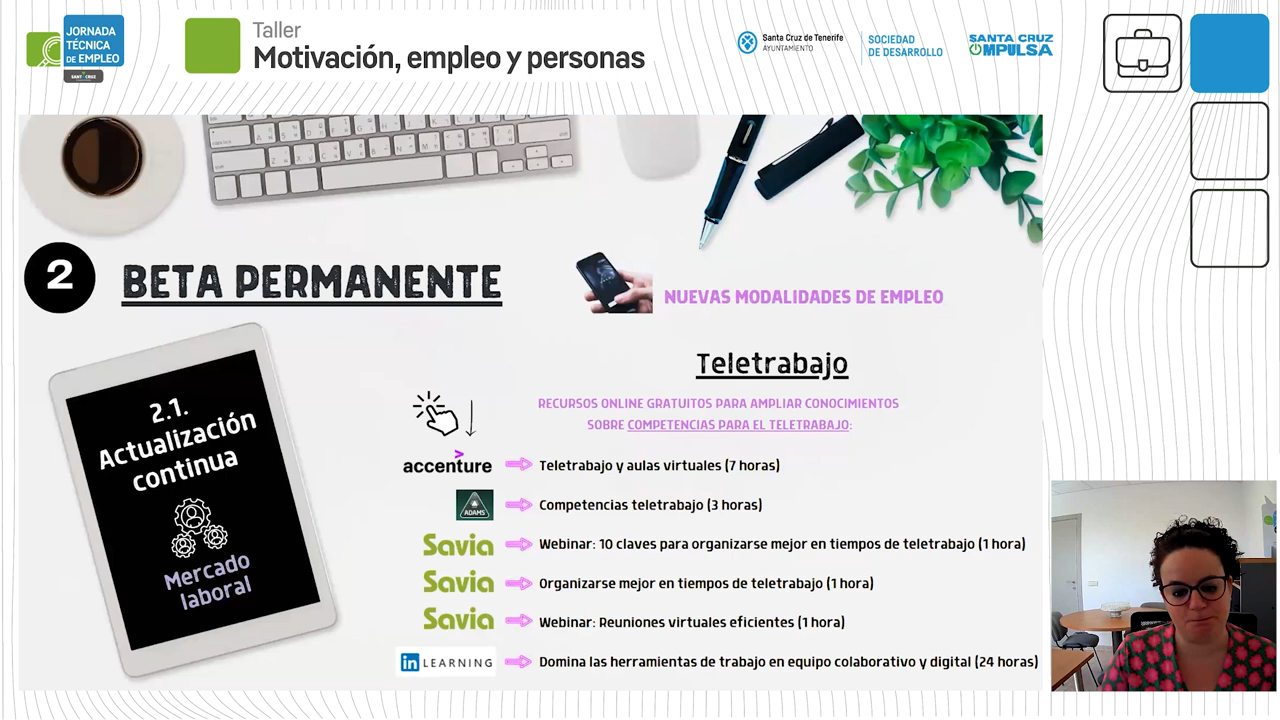 JORNADA
TÉCNICA
DE EMPLEO
Taller
Motivación, empleo y personas
Santa Cruz de Tenerife
AYUNTAMIENTO
SOCIEDAD
DE DESARROLLO
SANTA CRUZ
MPULSA
2
BETA PERMANENTE
NUEVAS MODALIDADES DE EMPLEO
Teletrabajo
RECURSOS ONLINE GRATUITOS PARA AMPLIAR CONOCIMIENTOS
SOBRE COMPETENCIAS PARA EL TELETRABAJO:
2.1.
Actualización
continua
Mercado
laboral
accenture
Teletrabajo y aulas virtuales (7 horas)
ADAMS
Competencias teletrabajo (3 horas)
Savia
Webinar: 10 claves para organizarse mejor en tiempos de teletrabajo (1 hora)
Savia
Organizarse mejor en tiempos de teletrabajo (1 hora)
Savia
Webinar: Reuniones virtuales eficientes (1 hora)
in LEARNING
Domina las herramientas de trabajo en equipo colaborativo y digital (24 horas)